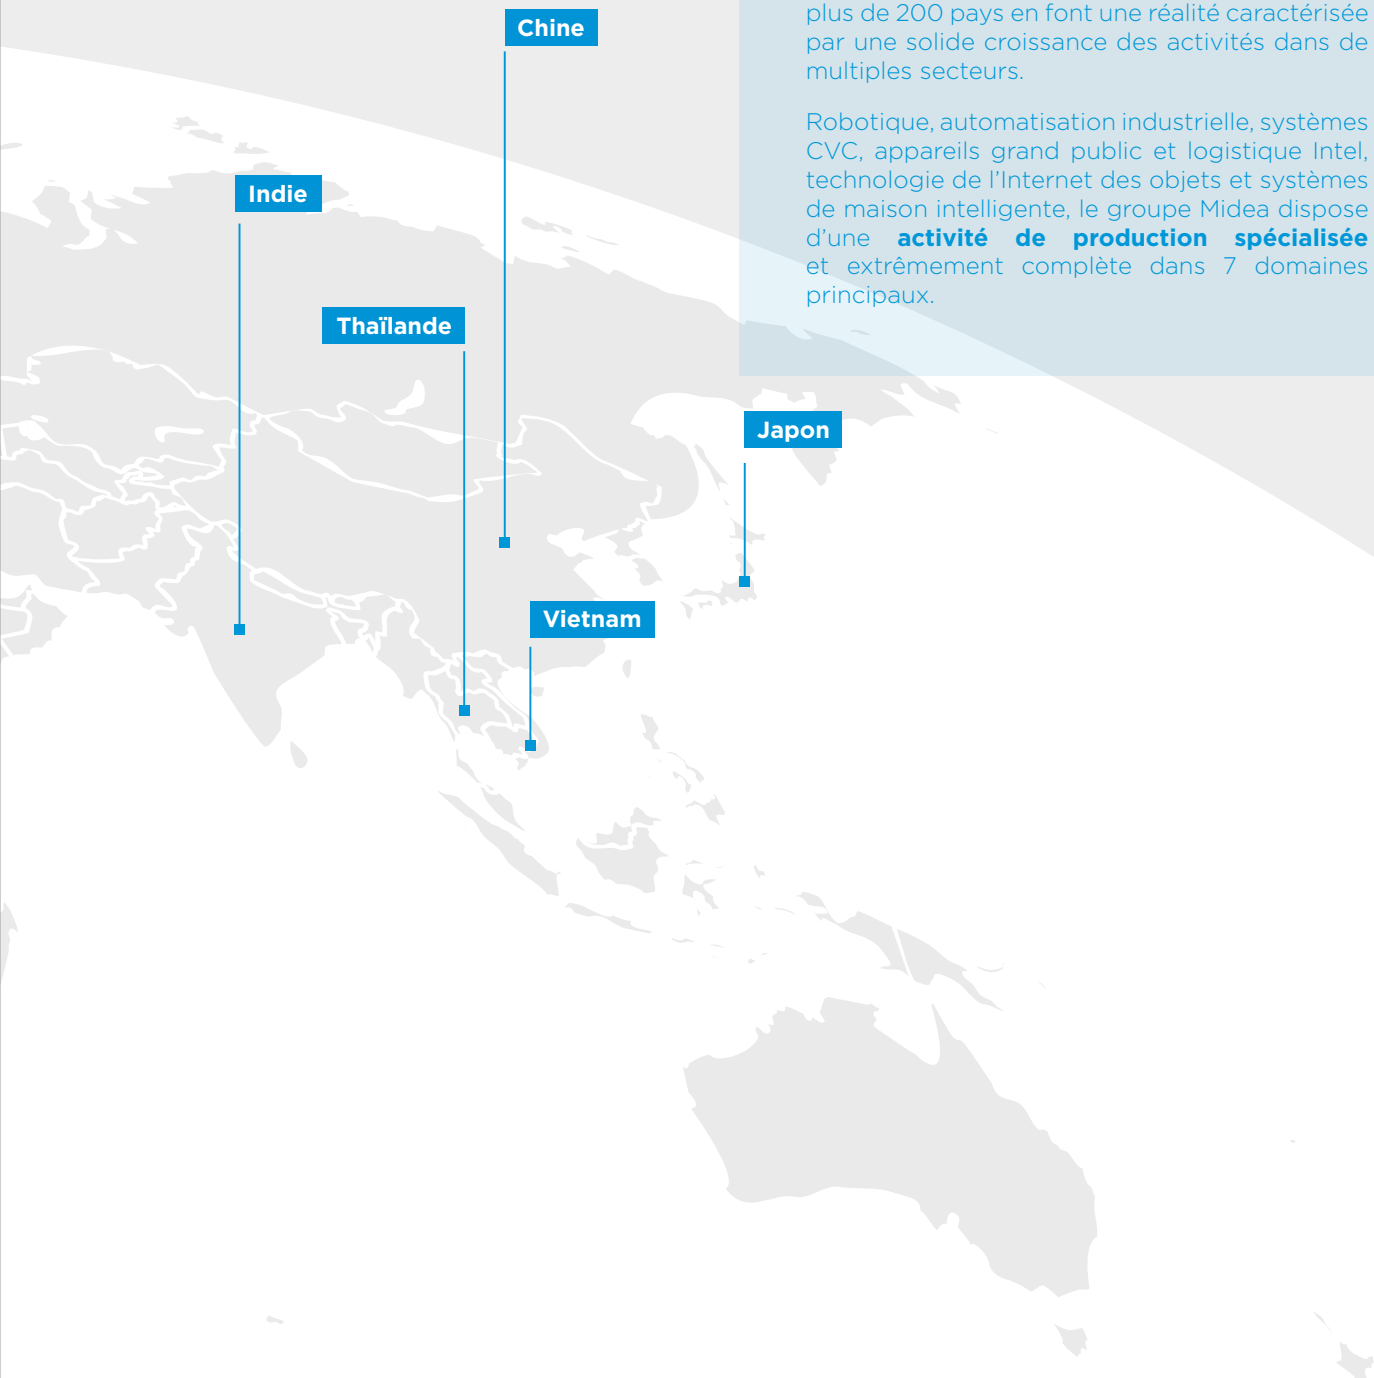 Chine
plus de 200 pays en font une réalité caractérisée
par une solide croissance des activités dans de
multiples secteurs.
Robotique, automatisation industrielle, systèmes
CVC, appareils grand public et logistique Intel,
technologie de l’Internet des objets et systèmes
de maison intelligente, le groupe Midea dispose
d’une activité de production spécialisée
et extrêmement complète dans 7 domaines
principaux.
Indie
Thaïlande
Japon
Vietnam